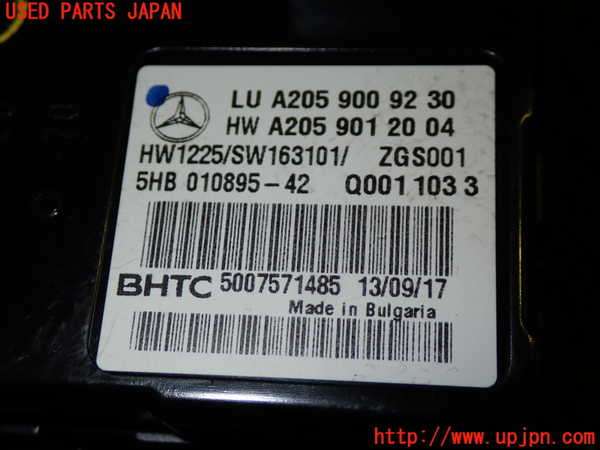 USED PARTS JAPAN
LU A205 900 92 30
HW A205 901 20 04
HW1225/SW163101/ ZGS001
5HB 010895-42 Q001 103 3
BHTC 5007571485 13/09/17
Made in Bulgaria
http://www.upjpn.com